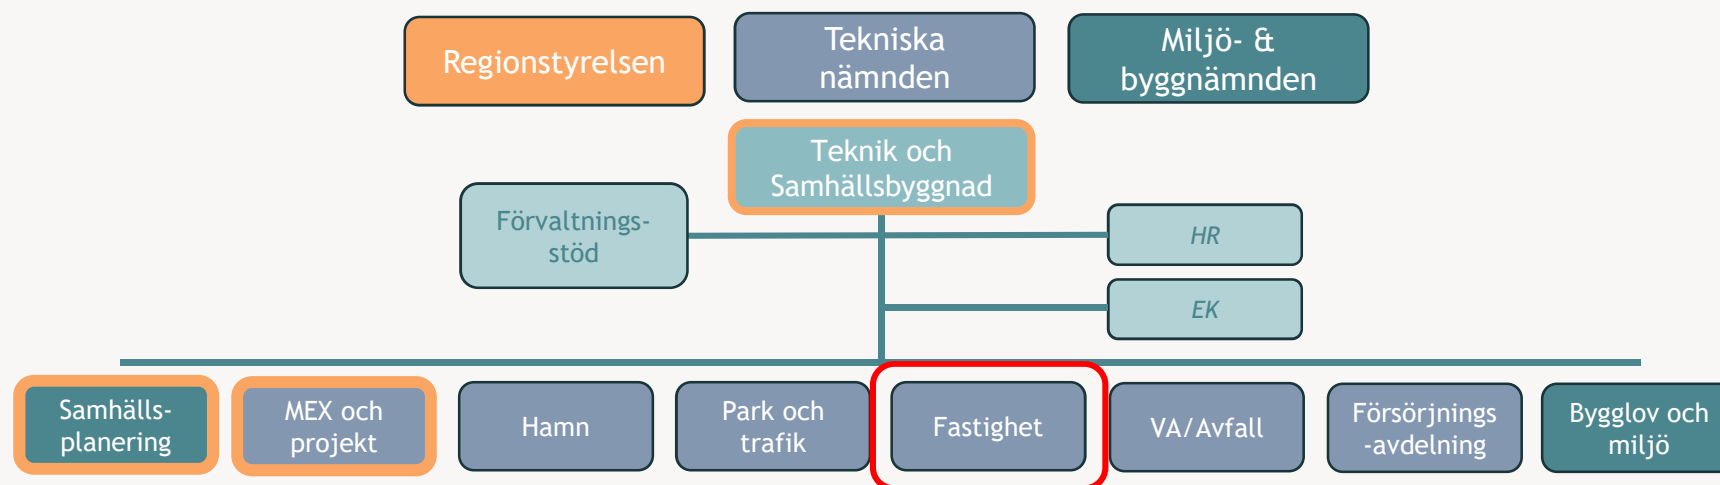 Regionstyrelsen
Tekniska
nämnden
Miljö- &
byggnämnden
Teknik och
Samhällsbyggnad
Förvaltnings-
stöd
HR
EK
Samhälls-
planering
MEX och
projekt
Hamn
Park och
trafik
Fastighet
VA/Avfall
Försörjnings
-avdelning
Bygglov och
miljö